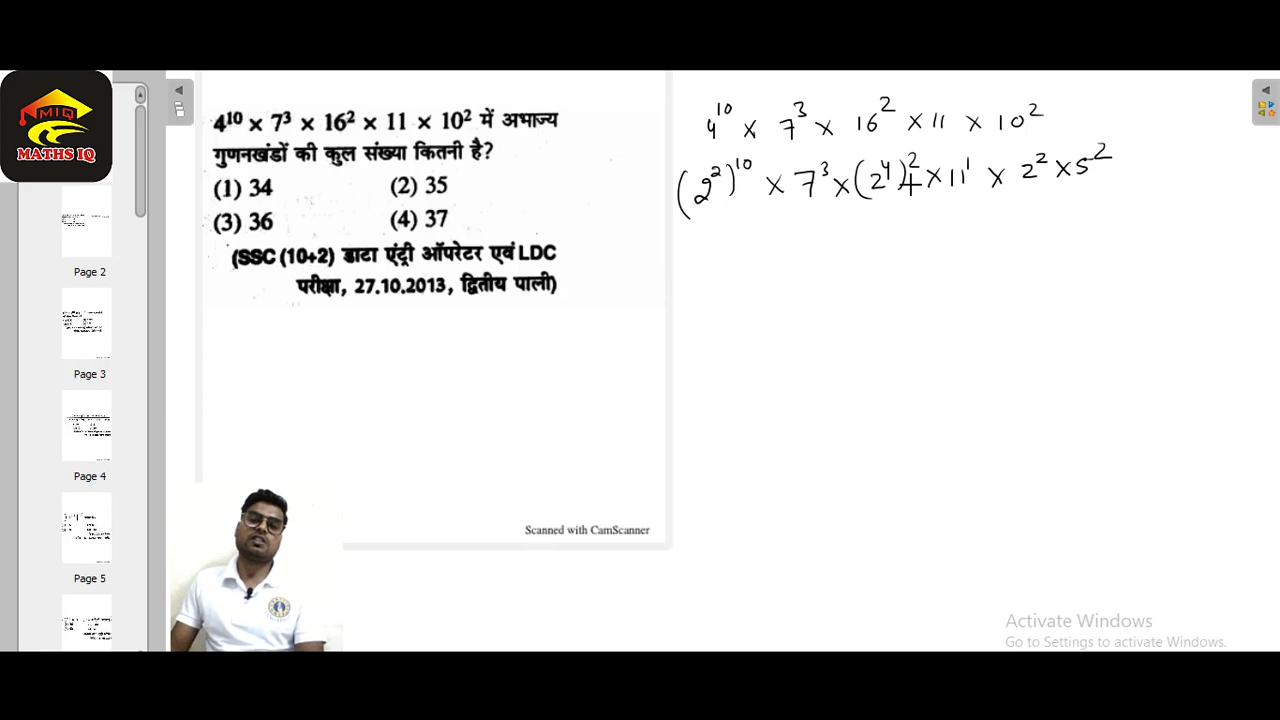 MIQ
MATHS IQ
4¹⁰ × 7³ × 16² × 11 × 10² में अभाज्य
गुणनखंडों की कुल संख्या कितनी है?
(1) 34 (2) 35
(3) 36 (4) 37
(SSC (10+2) डाटा एंट्री ऑपरेटर एवं LDC
परीक्षा, 27.10.2013, द्वितीय पाली)
Scanned with CamScanner
4¹⁰ × 7³ × 16² × 11 × 10²
(2²)¹⁰ × 7³ × (2⁴)² × 11¹ × 2² × 5²
Page 2
Page 3
Page 4
Page 5
Activate Windows
Go to Settings to activate Windows.